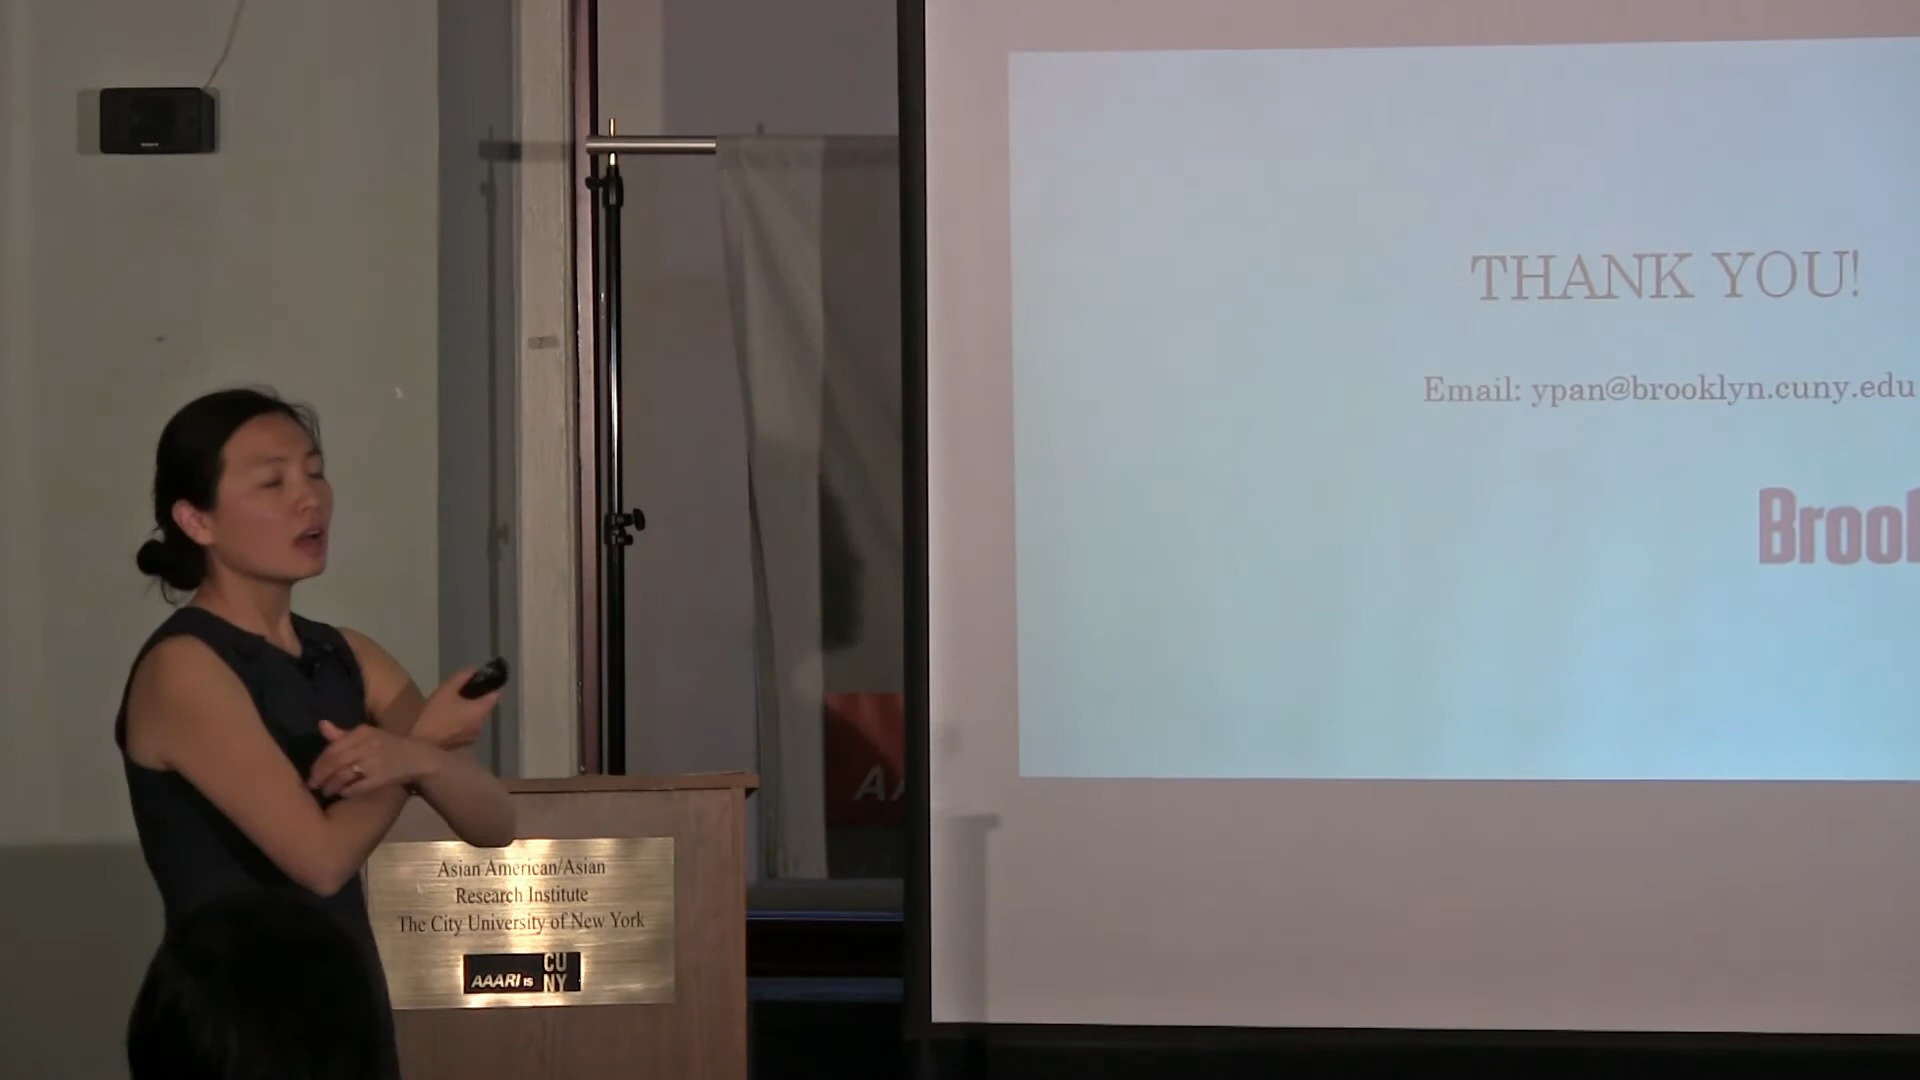 THANK YOU!
Email: ypan@brooklyn.cuny.edu
Asian American/Asian
Research Institute
The City University of New York
AAARI IS
CU
NY